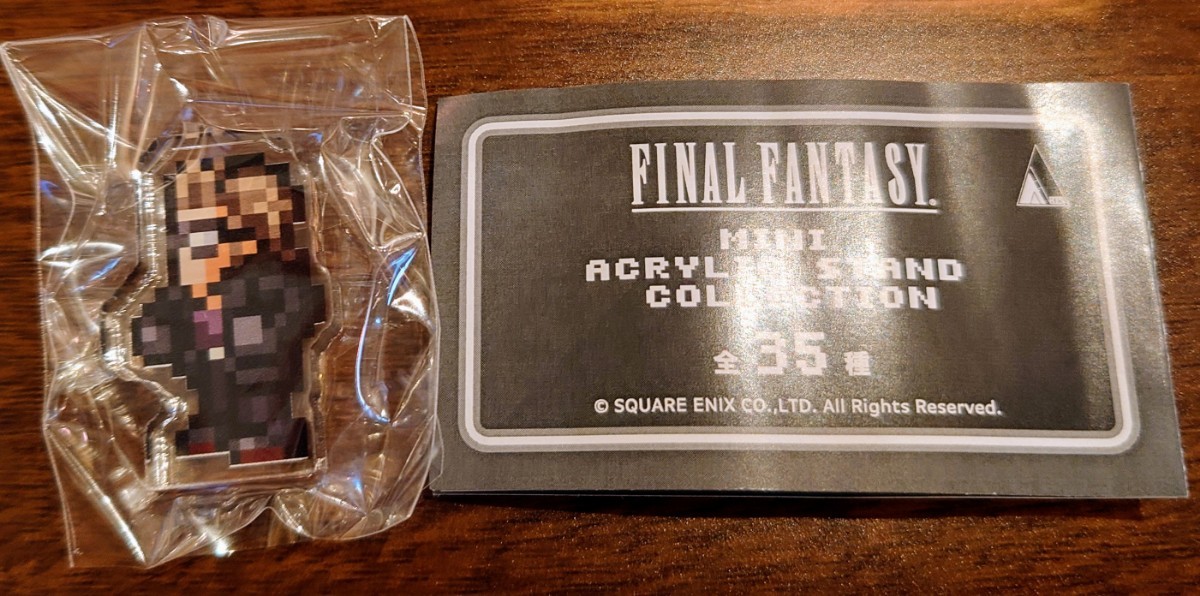 FINAL FANTASY.
MINI
ACRYLIC STAND
COLLECTION
全35種
© SQUARE ENIX CO.,LTD. All Rights Reserved.